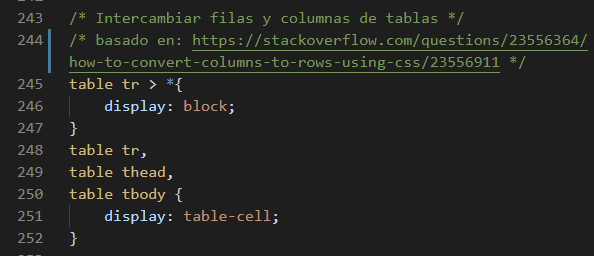 243 /* Intercambiar filas y columnas de tablas */
244 /* basado en: https://stackoverflow.com/questions/23556364/
how-to-convert-columns-to-rows-using-css/23556911 */
245 table tr > *{
246 display: block;
247 }
248 table tr,
249 table thead,
250 table tbody {
251 display: table-cell;
252 }